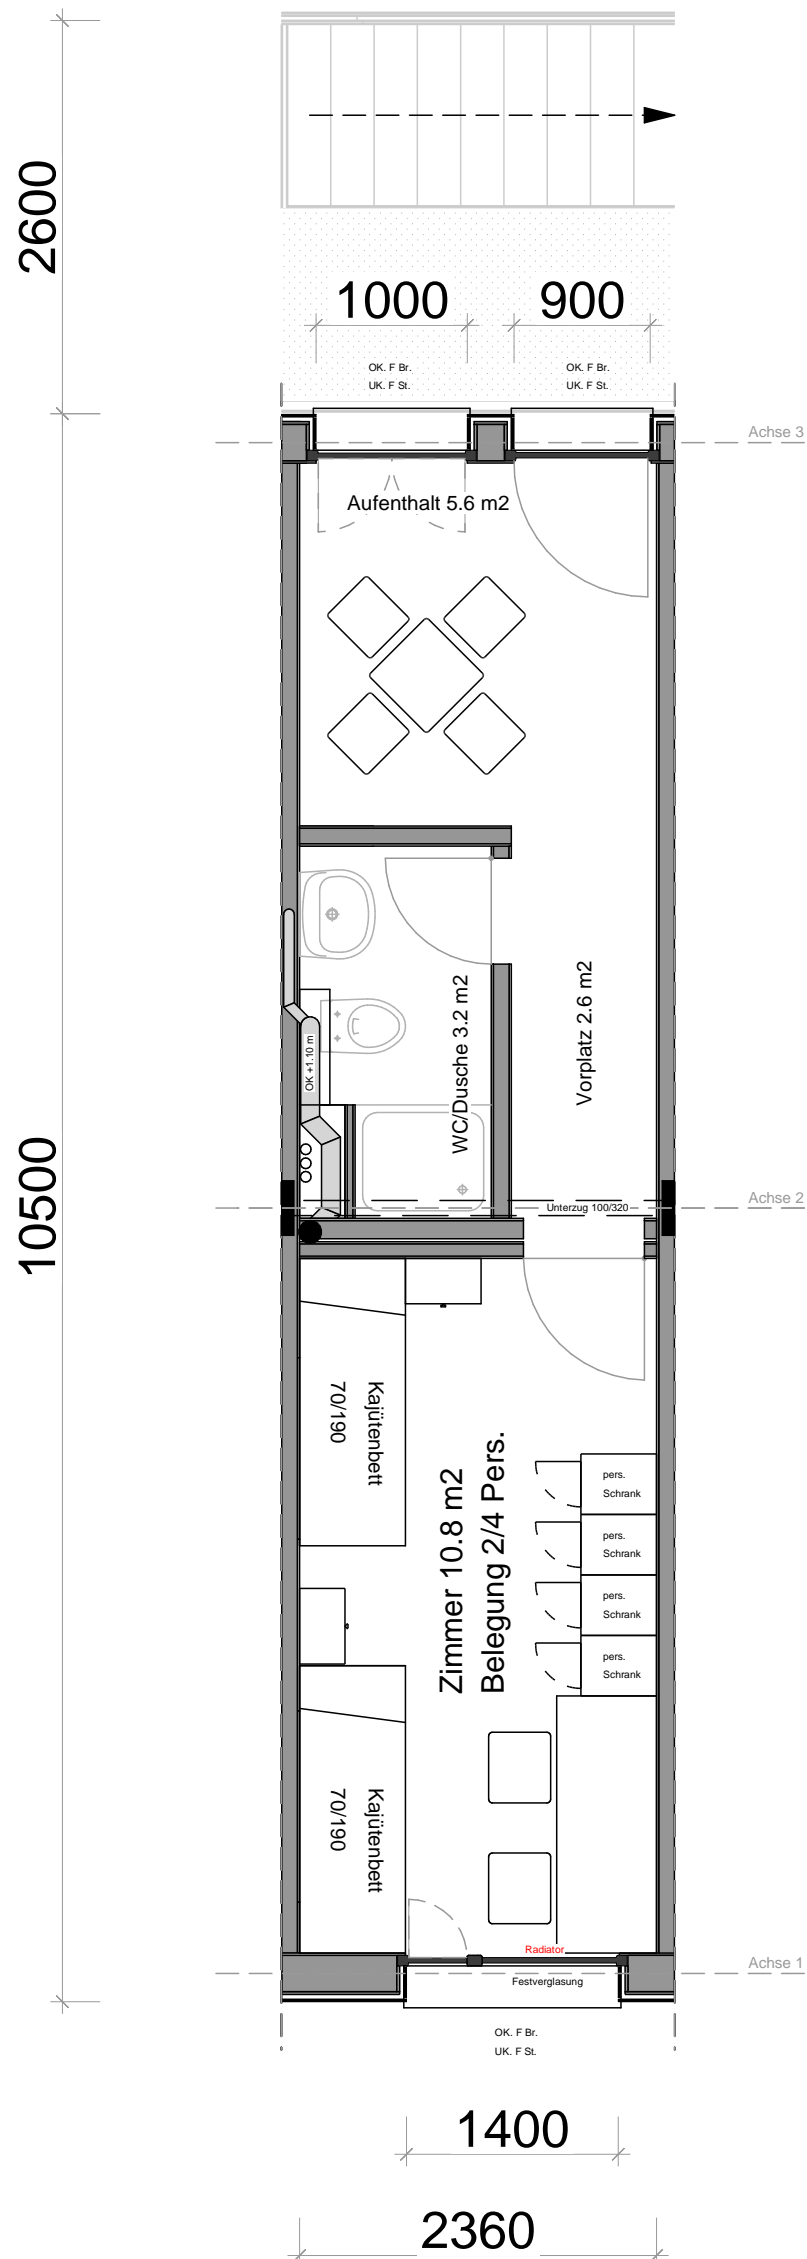 2600
1000
900
OK. F Br.
UK. F St.
OK. F Br.
UK. F St.
Achse 3
Aufenthalt 5.6 m2
WC/Dusche 3.2 m2
Vorplatz 2.6 m2
OK +1.10 m
10500
Achse 2
Unterzug 100/320
Kajütenbett
70/190
Zimmer 10.8 m2
Belegung 2/4 Pers.
pers.
Schrank
pers.
Schrank
pers.
Schrank
pers.
Schrank
Kajütenbett
70/190
Radiator
Achse 1
Festverglasung
OK. F Br.
UK. F St.
1400
2360